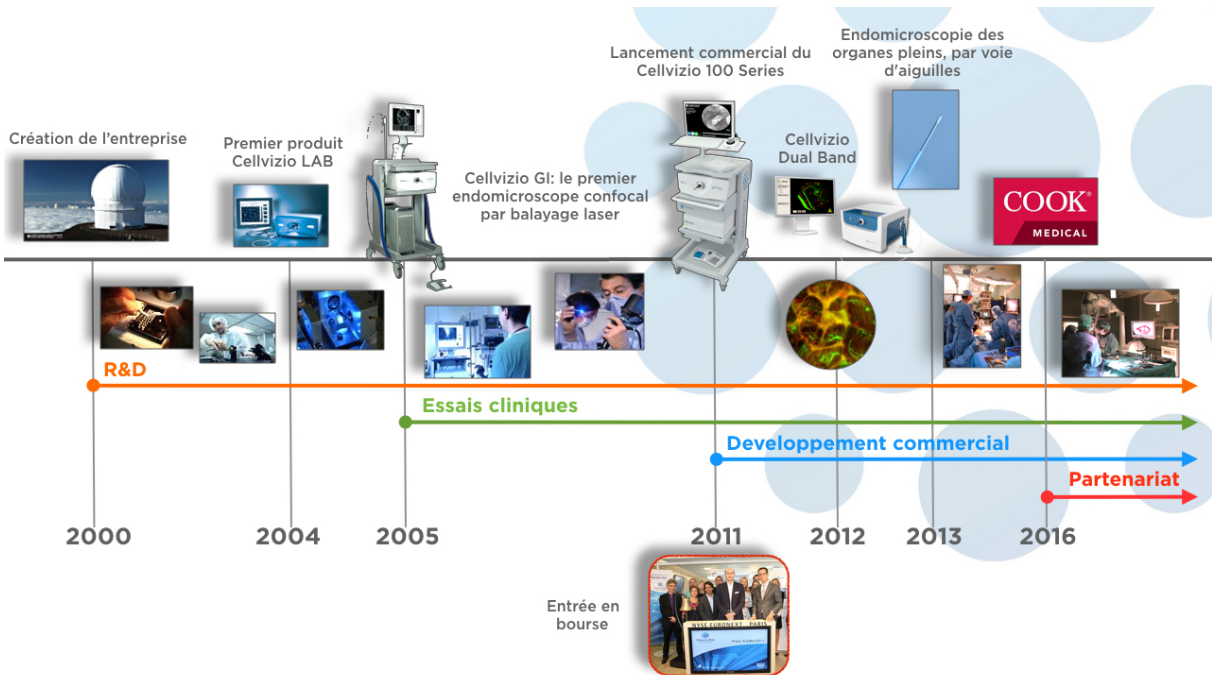 Création de l'entreprise
Premier produit
Cellvizio LAB
Cellvizio GI: le premier
endomicroscope confocal
par balayage laser
Lancement commercial du
Cellvizio 100 Series
Cellvizio
Dual Band
Endomicroscopie des
organes pleins, par voie
d'aiguilles
COOK®
MEDICAL
R&D
Essais cliniques
Developpement commercial
Partenariat
2000
2004
2005
2011
2012
2013
2016
Entrée en
bourse
NYSE EURONEXT PARIS